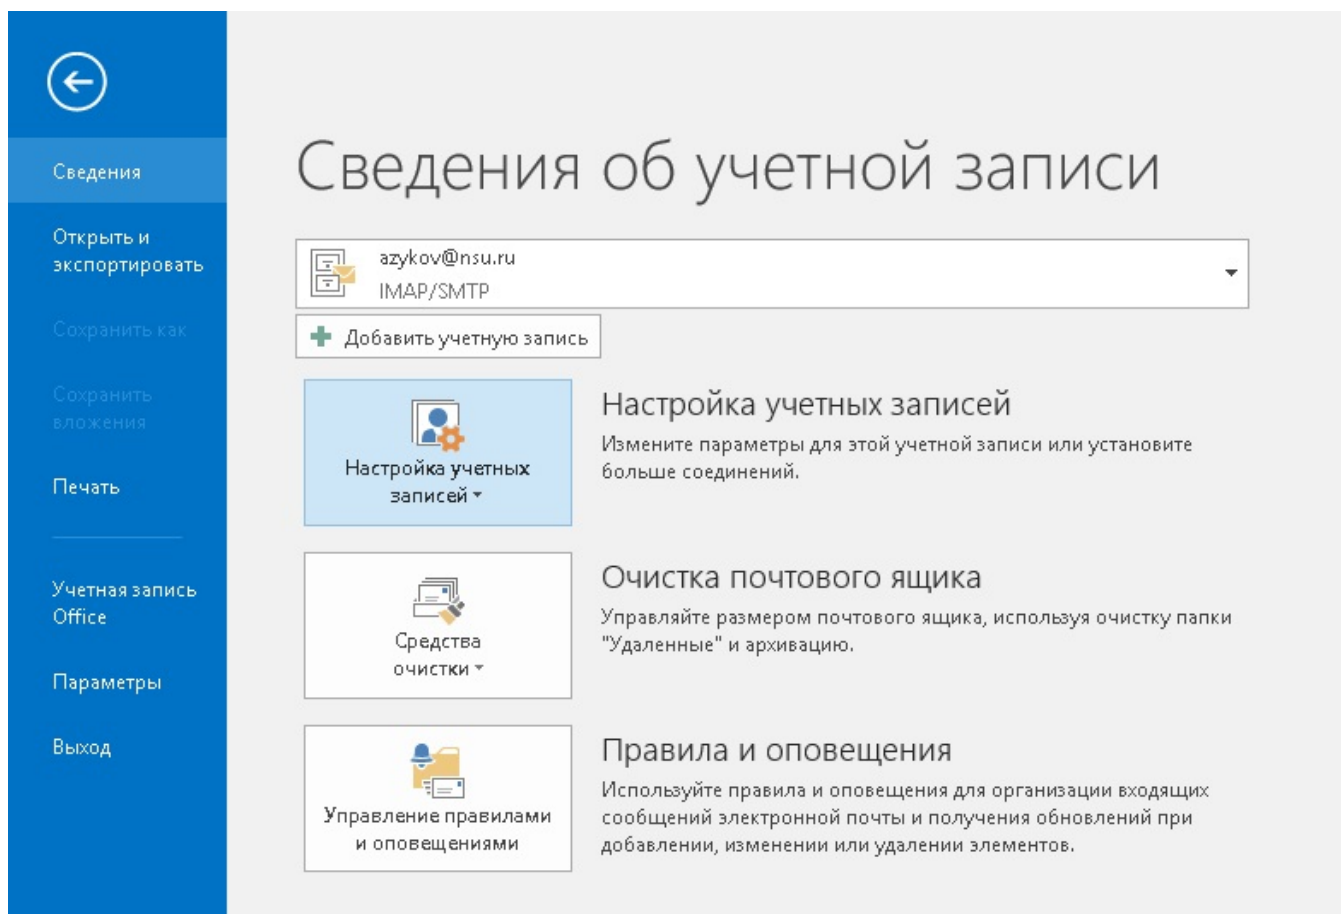 Сведения
Открыть и
экспортировать
Сохранить как
Сохранить
вложения
Печать
Учетная запись
Office
Параметры
Выход
Сведения об учетной записи
azykov@nsu.ru
IMAP/SMTP
Добавить учетную запись
Настройка учетных
записей
Настройка учетных записей
Измените параметры для этой учетной записи или установите
больше соединений.
Средства
очистки
Очистка почтового ящика
Управляйте размером почтового ящика, используя очистку папки
"Удаленные" и архивацию.
Управление правилами
и оповещениями
Правила и оповещения
Используйте правила и оповещения для организации входящих
сообщений электронной почты и получения обновлений при
добавлении, изменении или удалении элементов.